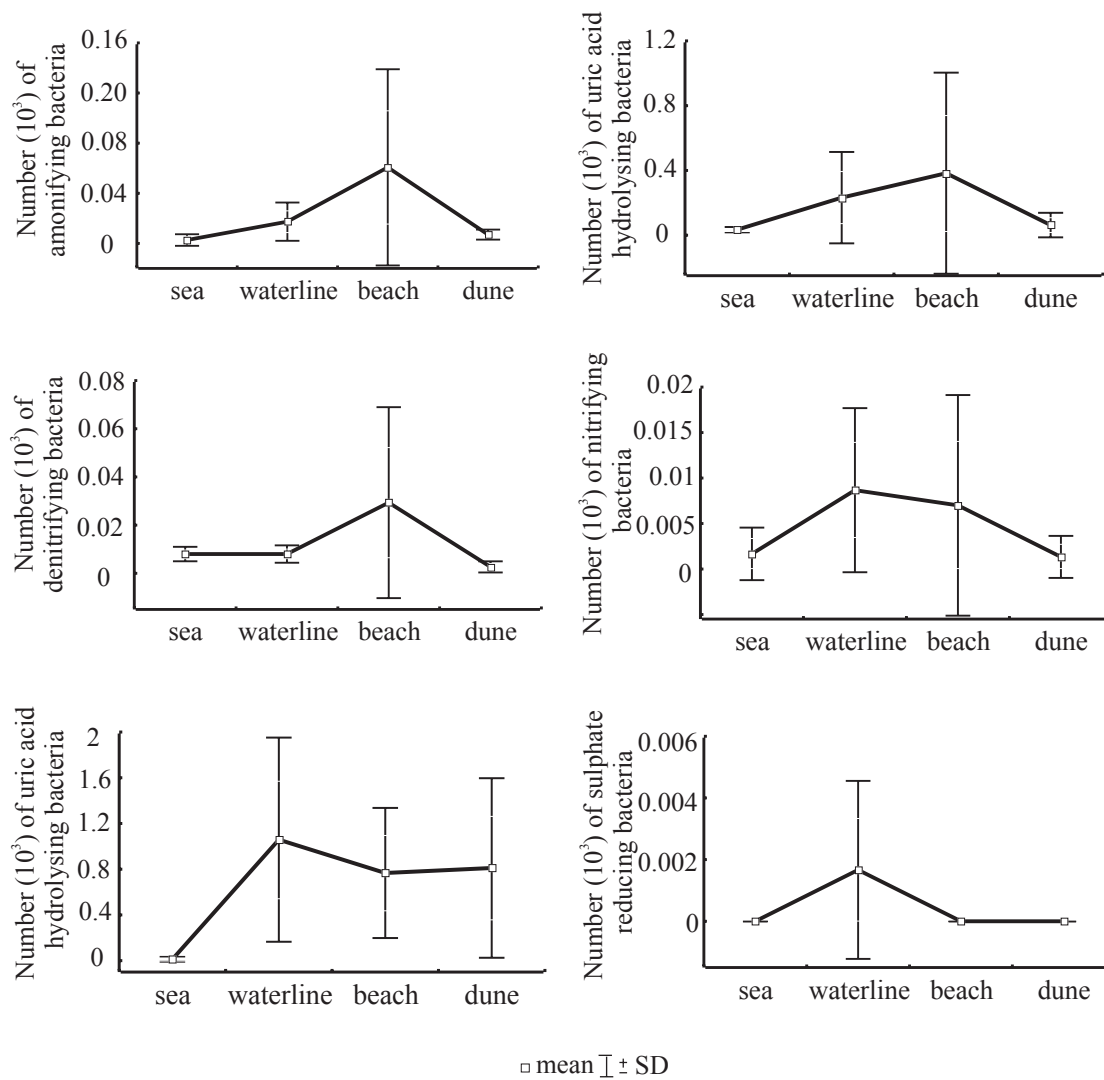 Number (10³) of
amonifying bacteria
0.16
0.20
0.08
0.04
0
sea waterline beach dune
Number (10³) of uric acid
hydrolysing bacteria
1.2
0.8
0.4
0
sea waterline beach dune
Number (10³) of
denitrifying bacteria
0.08
0.06
0.04
0.02
0
sea waterline beach dune
Number (10³) of nitrifying
bacteria
0.02
0.015
0.01
0.005
0
sea waterline beach dune
Number (10³) of uric acid
hydrolysing bacteria
2
1.6
1.2
0.8
0.4
0
sea waterline beach dune
Number (10³) of sulphate
reducing bacteria
0.006
0.004
0.002
0
sea waterline beach dune
mean ± SD